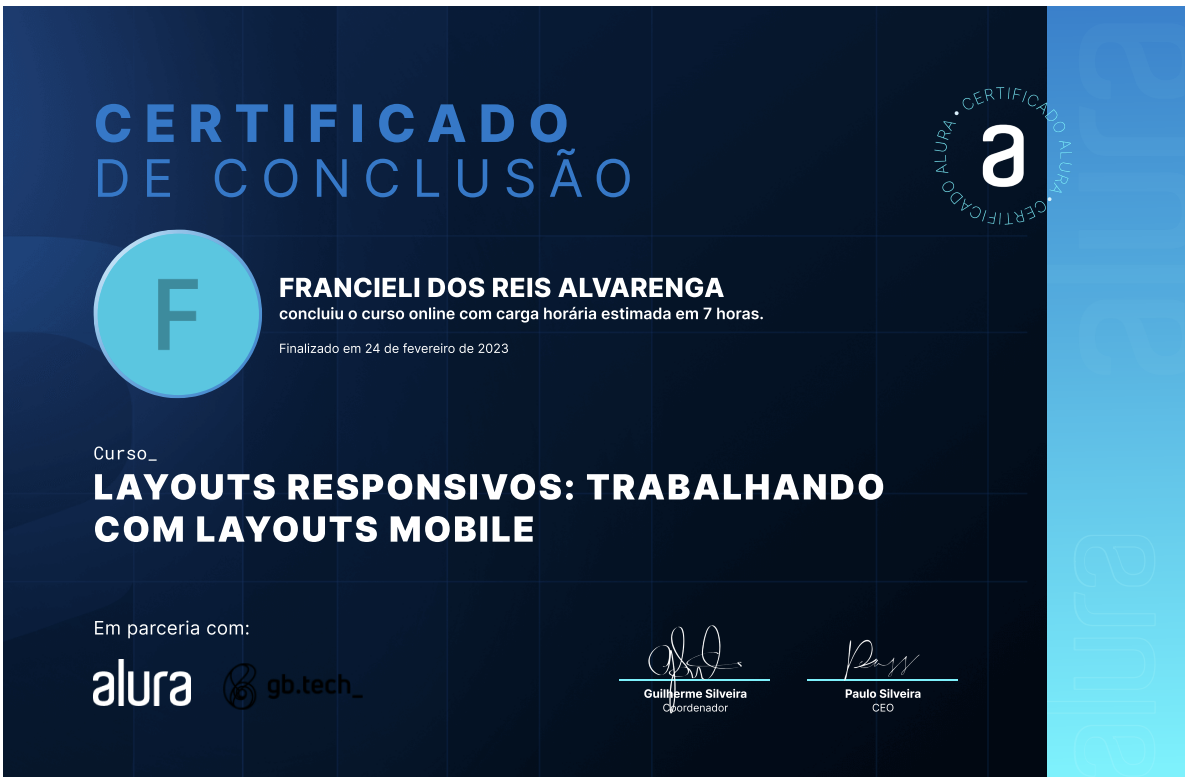 CERTIFICADO
DE CONCLUSÃO
CERTIFICADO ALURA • CERTIFICADO ALURA •
a
F
FRANCIELI DOS REIS ALVARENGA
concluiu o curso online com carga horária estimada em 7 horas.
Finalizado em 24 de fevereiro de 2023
Curso_
LAYOUTS RESPONSIVOS: TRABALHANDO
COM LAYOUTS MOBILE
Em parceria com:
alura
gb.tech_
Guilherme Silveira
Coordenador
Paulo Silveira
CEO
alura
alura